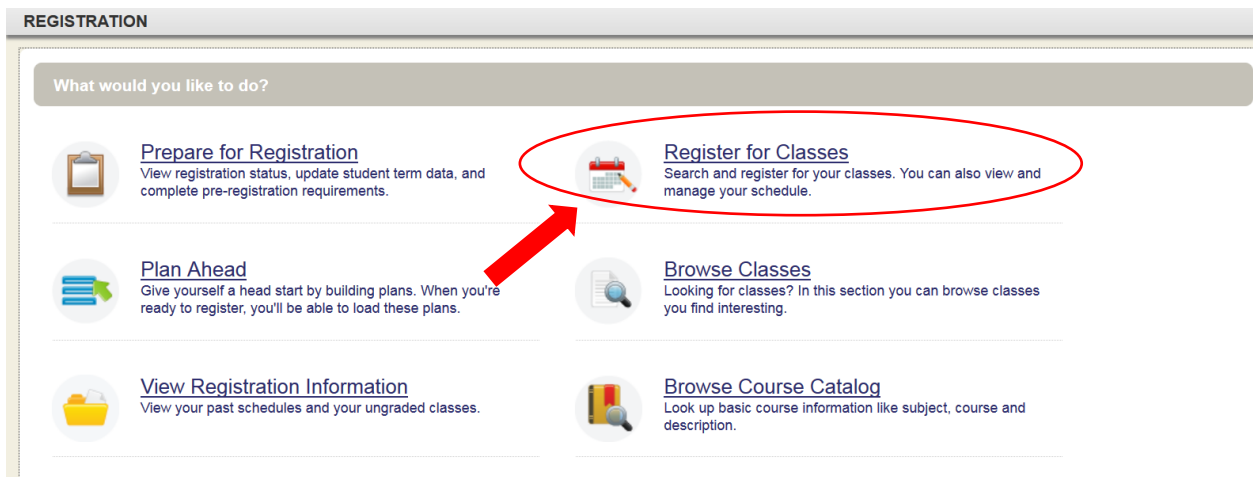 REGISTRATION
What would you like to do?
Prepare for Registration
View registration status, update student term data, and
complete pre-registration requirements.
Register for Classes
Search and register for your classes. You can also view and
manage your schedule.
Plan Ahead
Give yourself a head start by building plans. When you're
ready to register, you'll be able to load these plans.
Browse Classes
Looking for classes? In this section you can browse classes
you find interesting.
View Registration Information
View your past schedules and your ungraded classes.
Browse Course Catalog
Look up basic course information like subject, course and
description.